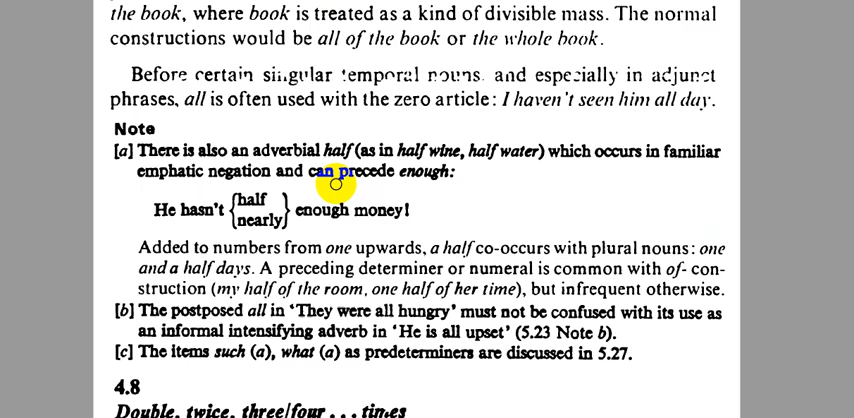 the book, where book is treated as a kind of divisible mass. The normal
constructions would be all of the book or the whole book.
Before certain singular temporal nouns, and especially in adjunct
phrases, all is often used with the zero article: I haven't seen him all day.
Note
[a] There is also an adverbial half (as in half wine, half water) which occurs in familiar
emphatic negation and can precede enough:
He hasn't {half
nearly} enough money!
Added to numbers from one upwards, a half co-occurs with plural nouns: one
and a half days. A preceding determiner or numeral is common with of- con-
struction (my half of the room, one half of her time), but infrequent otherwise.
[b] The postposed all in 'They were all hungry' must not be confused with its use as
an informal intensifying adverb in 'He is all upset' (5.23 Note b).
[c] The items such (a), what (a) as predeterminers are discussed in 5.27.
4.8
Double, twice, three/four . . . times